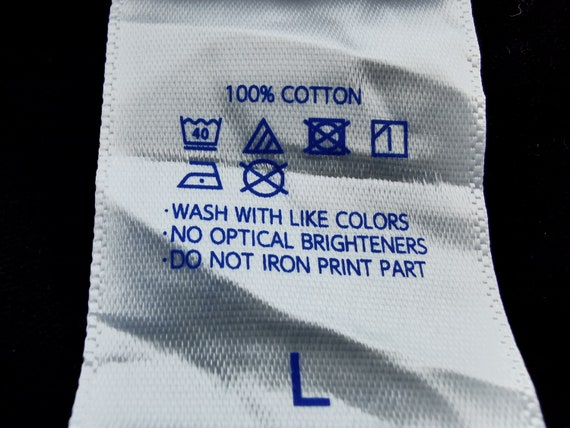 100% COTTON
40
·WASH WITH LIKE COLORS
·NO OPTICAL BRIGHTENERS
·DO NOT IRON PRINT PART
L